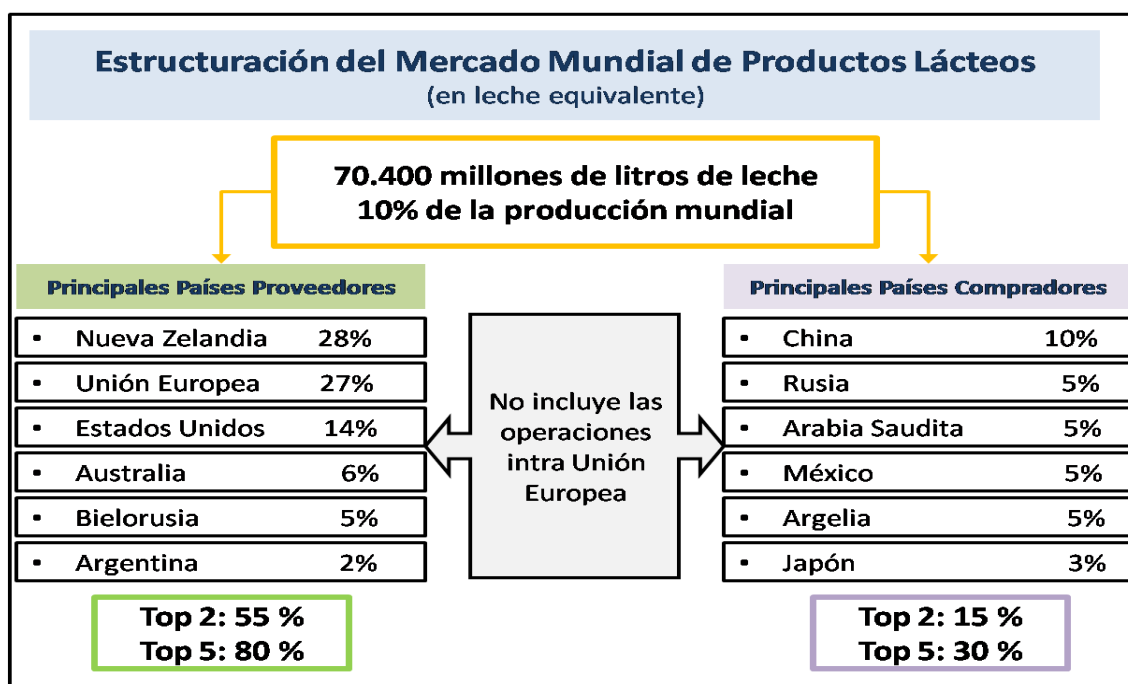 Estructuración del Mercado Mundial de Productos Lácteos
(en leche equivalente)
70.400 millones de litros de leche
10% de la producción mundial
Principales Países Proveedores
▪ Nueva Zelandia 28%
▪ Unión Europea 27%
▪ Estados Unidos 14%
▪ Australia 6%
▪ Bielorusia 5%
▪ Argentina 2%
Top 2: 55 %
Top 5: 80 %
No incluye las
operaciones
intra Unión
Europea
Principales Países Compradores
▪ China 10%
▪ Rusia 5%
▪ Arabia Saudita 5%
▪ México 5%
▪ Argelia 5%
▪ Japón 3%
Top 2: 15 %
Top 5: 30 %